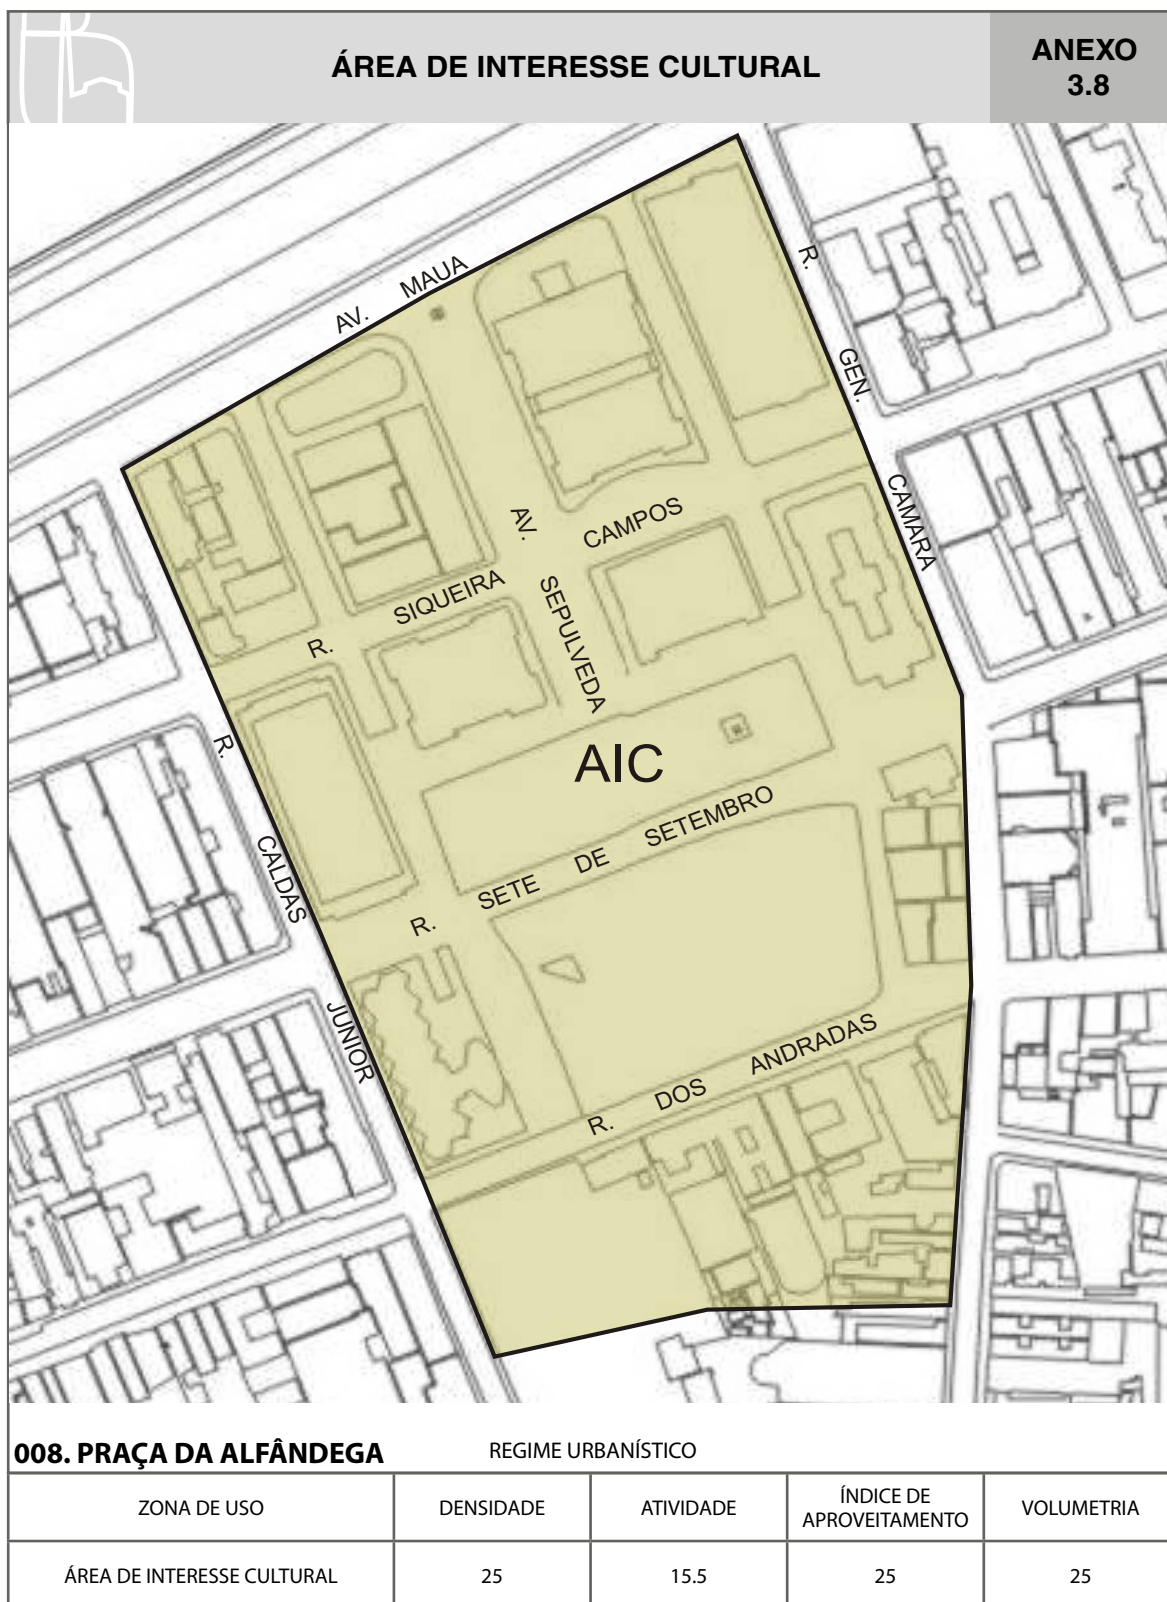 ÁREA DE INTERESSE CULTURAL
ANEXO
3.8
AV. MAUA
R. GEN. CAMARA
AV. SEPULVEDA
R. SIQUEIRA CAMPOS
R. CALDAS JUNIOR
AIC
R. SETE DE SETEMBRO
R. DOS ANDRADAS
008. PRAÇA DA ALFÂNDEGA
REGIME URBANÍSTICO
ZONA DE USO
DENSIDADE
ATIVIDADE
ÍNDICE DE
APROVEITAMENTO
VOLUMETRIA
ÁREA DE INTERESSE CULTURAL
25
15.5
25
25